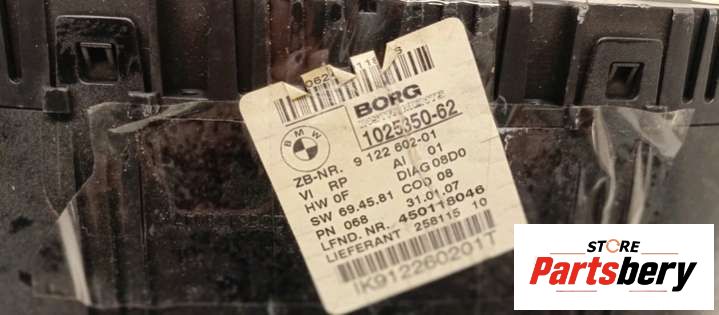 BORG
1025350-62
BMW
ZB-NR. 9 122 602-01
VI RP AI 01
HW 0F DIAG 08D0
SW 69.45.81 COD 08
PN 068 31.01.07
LFND. NR. 450118046
LIEFERANT 258115 10
IK912260201T
STORE
Partsbery